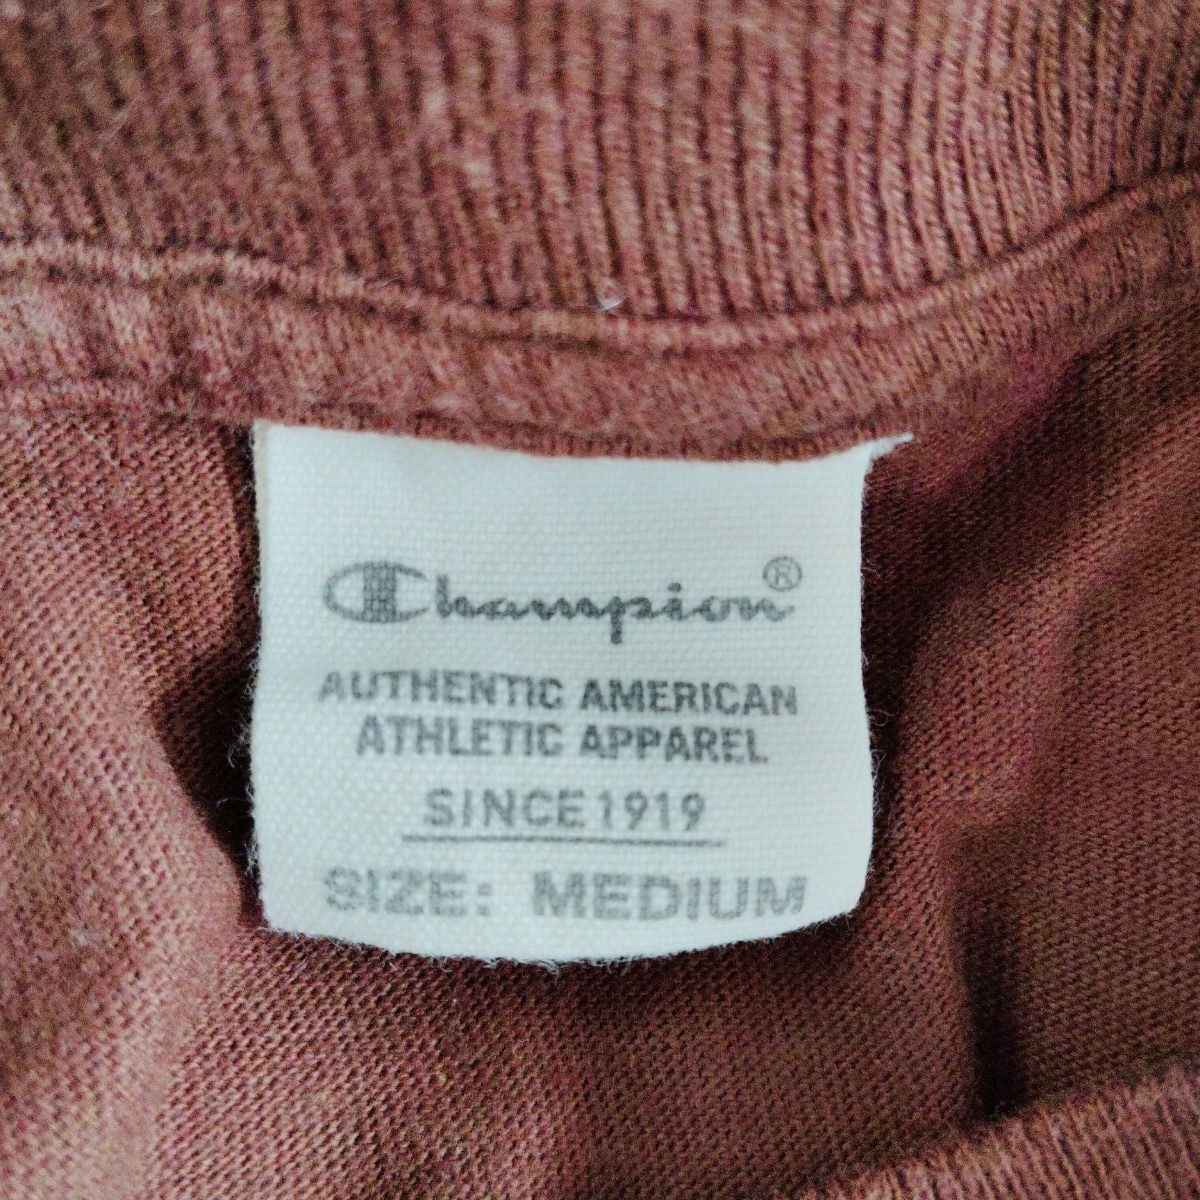 Champion®
AUTHENTIC AMERICAN
ATHLETIC APPAREL
SINCE 1919
SIZE: MEDIUM